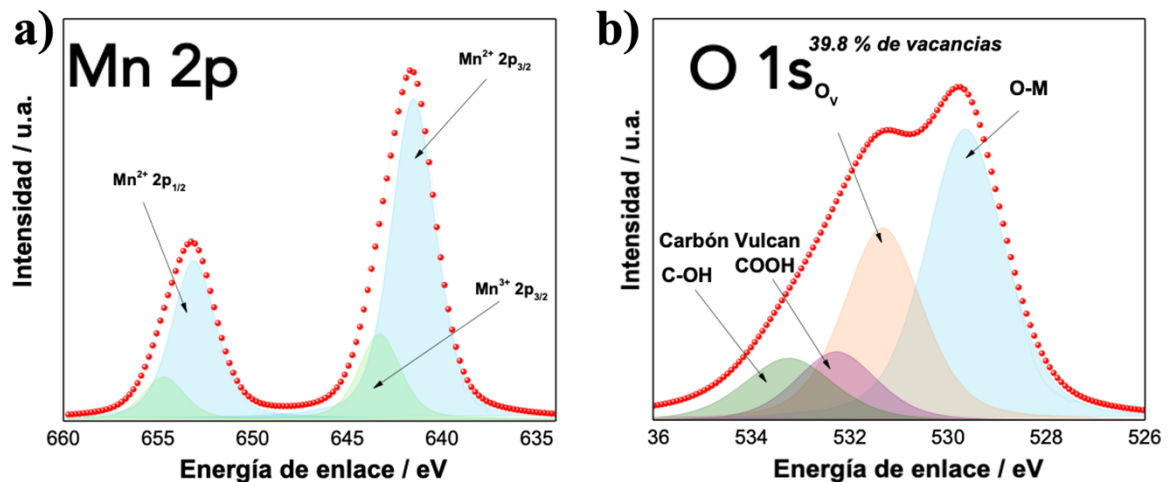 a)
Mn 2p
Mn²⁺ 2p₃/₂
Mn²⁺ 2p₁/₂
Mn³⁺ 2p₃/₂
Intensidad / u.a.
660 655 650 645 640 635
Energía de enlace / eV
b)
O 1s
39.8 % de vacancias
Oᵥ
O-M
Carbón Vulcan
COOH
C-OH
Intensidad / u.a.
36 534 532 530 528 526
Energía de enlace / eV